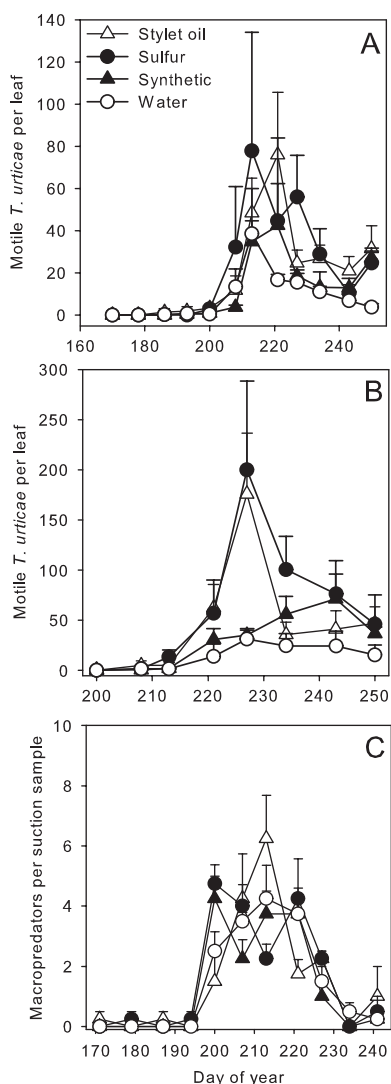 A
Stylet oil
Sulfur
Synthetic
Water
Motile T. urticae per leaf
140
120
100
80
60
40
20
0
160 180 200 220 240
B
Motile T. urticae per leaf
300
250
200
150
100
50
0
200 210 220 230 240 250
C
Macropredators per suction sample
10
8
6
4
2
0
170 180 190 200 210 220 230 240
Day of year